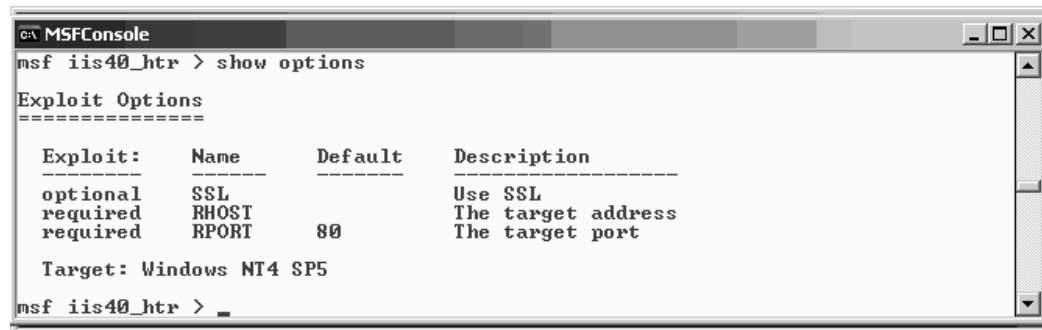 MSFConsole
msf iis40_htr > show options
Exploit Options
===============
Exploit: Name Default Description
-------- ------ ------- ------------------
optional SSL Use SSL
required RHOST The target address
required RPORT 80 The target port
Target: Windows NT4 SP5
msf iis40_htr > _